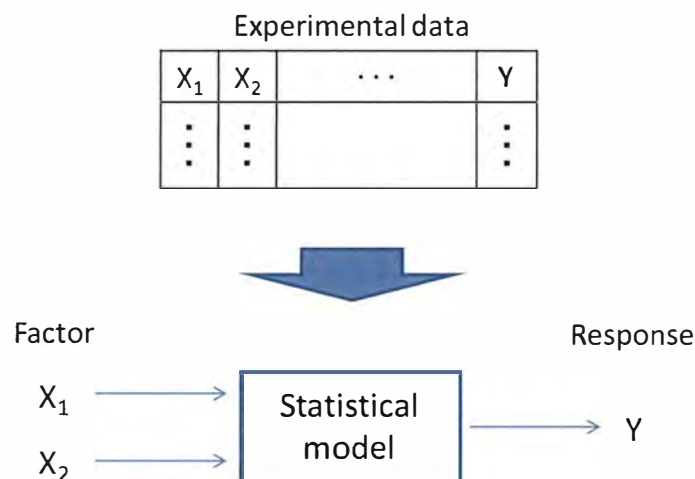 Experimental data
X₁ X₂ ... Y
⋮ ⋮ ⋮
Factor Response
X₁ Statistical model Y
X₂